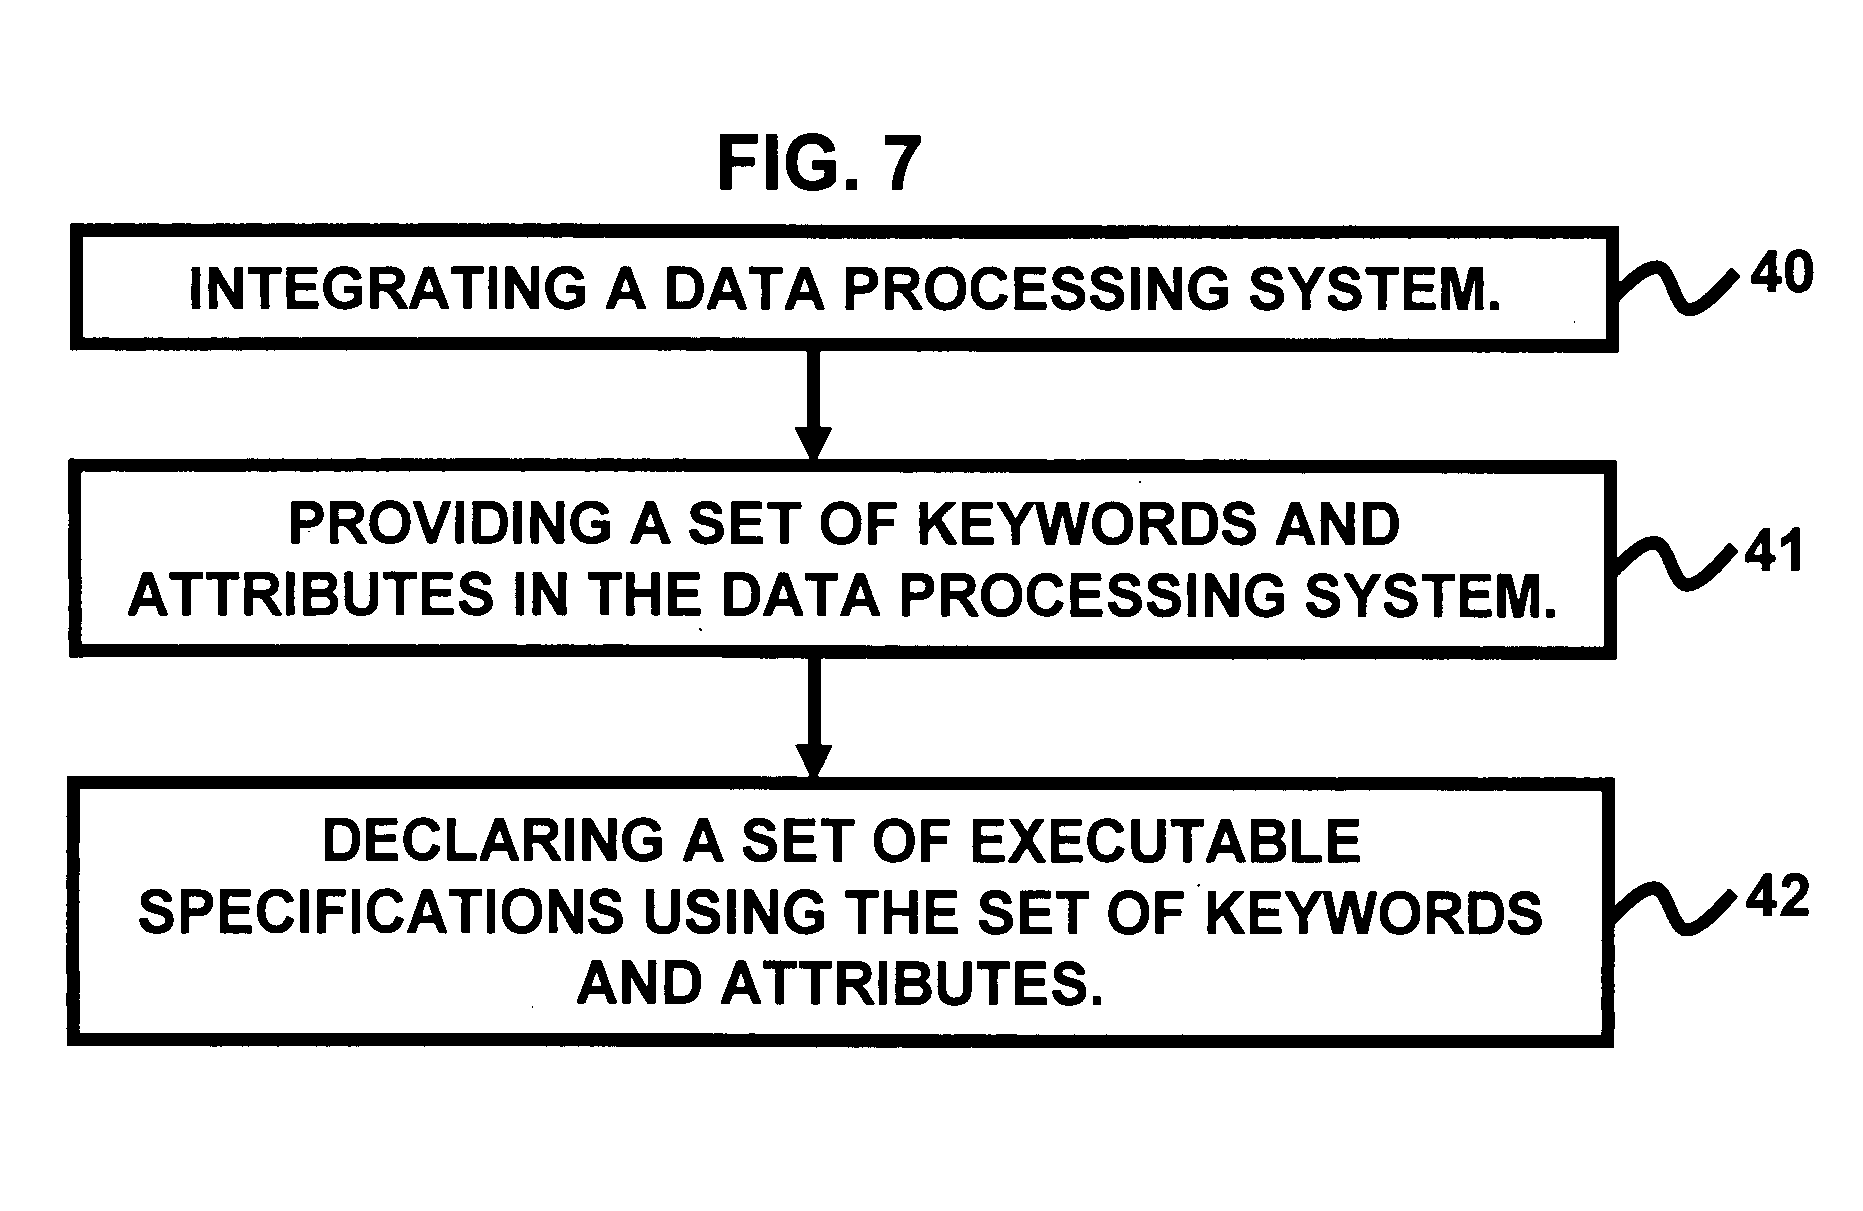 FIG. 7
INTEGRATING A DATA PROCESSING SYSTEM.
40
PROVIDING A SET OF KEYWORDS AND
ATTRIBUTES IN THE DATA PROCESSING SYSTEM.
41
DECLARING A SET OF EXECUTABLE
SPECIFICATIONS USING THE SET OF KEYWORDS
AND ATTRIBUTES.
42